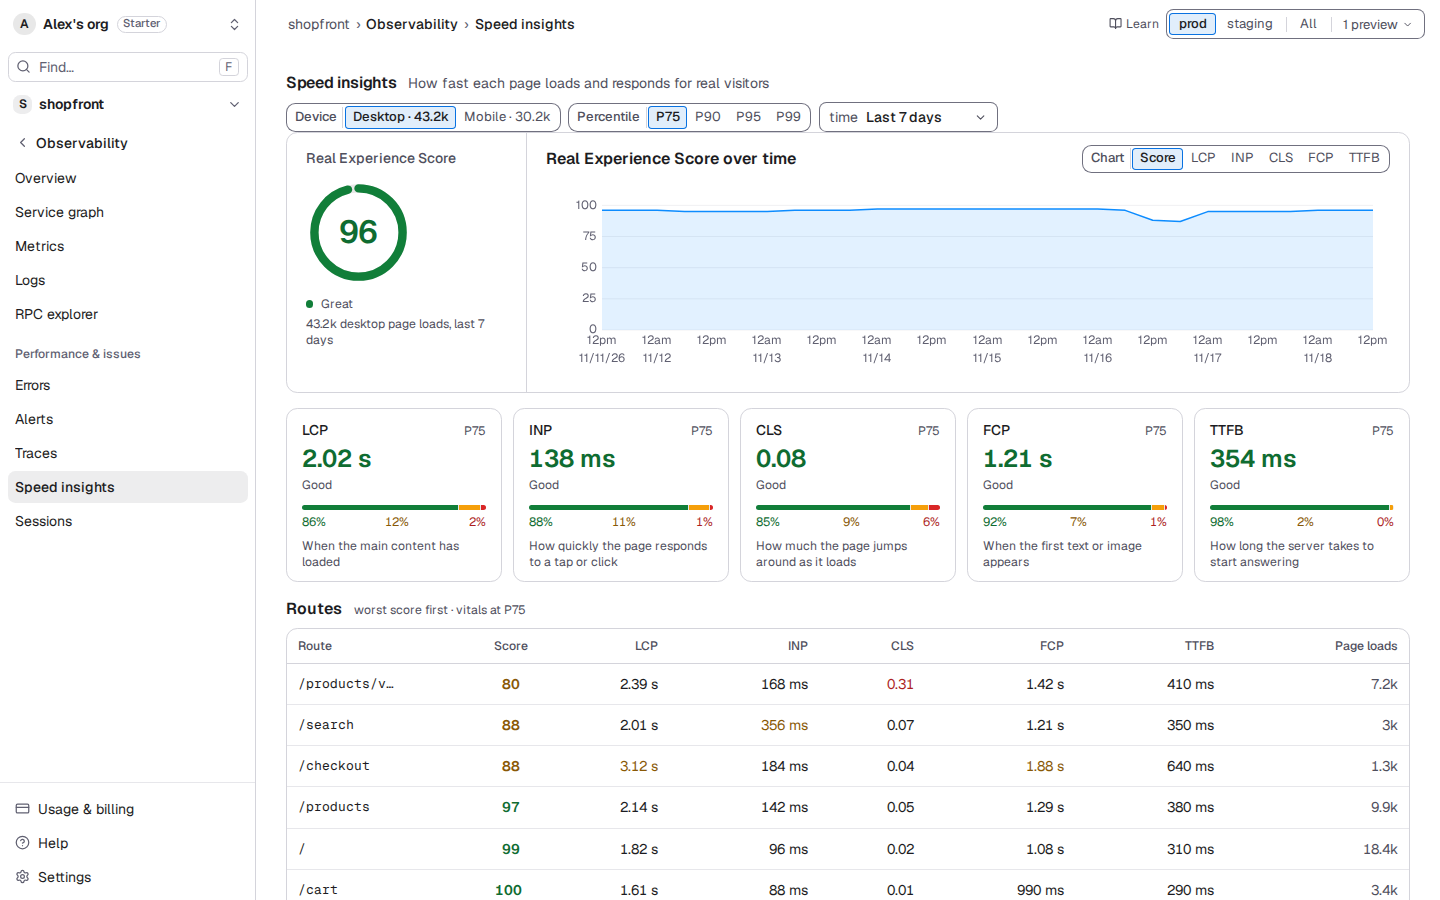 A Alex's org Starter
Find... F
S shopfront
Observability
Overview
Service graph
Metrics
Logs
RPC explorer
Performance & issues
Errors
Alerts
Traces
Speed insights
Sessions
Usage & billing
Help
Settings
shopfront › Observability › Speed insights
Learn prod staging All 1 preview
Speed insights How fast each page loads and responds for real visitors
Device Desktop · 43.2k Mobile · 30.2k Percentile P75 P90 P95 P99 time Last 7 days
Real Experience Score
96
Great
43.2k desktop page loads, last 7
days
Real Experience Score over time
Chart Score LCP INP CLS FCP TTFB
100
75
50
25
0
12pm 12am 12pm 12am 12pm 12am 12pm 12am 12pm 12am 12pm 12am 12pm 12am 12pm
11/11/26 11/12 11/13 11/14 11/15 11/16 11/17 11/18
LCP P75
2.02 s
Good
86% 12% 2%
When the main content has
loaded
INP P75
138 ms
Good
88% 11% 1%
How quickly the page responds
to a tap or click
CLS P75
0.08
Good
85% 9% 6%
How much the page jumps
around as it loads
FCP P75
1.21 s
Good
92% 7% 1%
When the first text or image
appears
TTFB P75
354 ms
Good
98% 2% 0%
How long the server takes to
start answering
Routes worst score first · vitals at P75
Route Score LCP INP CLS FCP TTFB Page loads
/products/v… 80 2.39 s 168 ms 0.31 1.42 s 410 ms 7.2k
/search 88 2.01 s 356 ms 0.07 1.21 s 350 ms 3k
/checkout 88 3.12 s 184 ms 0.04 1.88 s 640 ms 1.3k
/products 97 2.14 s 142 ms 0.05 1.29 s 380 ms 9.9k
/ 99 1.82 s 96 ms 0.02 1.08 s 310 ms 18.4k
/cart 100 1.61 s 88 ms 0.01 990 ms 290 ms 3.4k